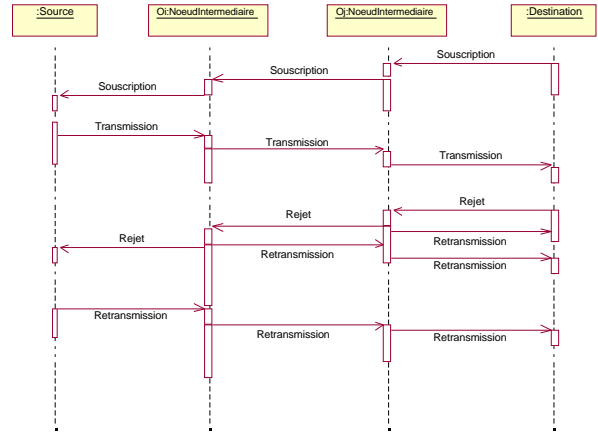 :Source
Oi:NoeudIntermediaire
Oj:NoeudIntermediaire
:Destination
Souscription
Souscription
Souscription
Transmission
Transmission
Transmission
Rejet
Rejet
Rejet
Retransmission
Retransmission
Retransmission
Retransmission
Retransmission
Retransmission